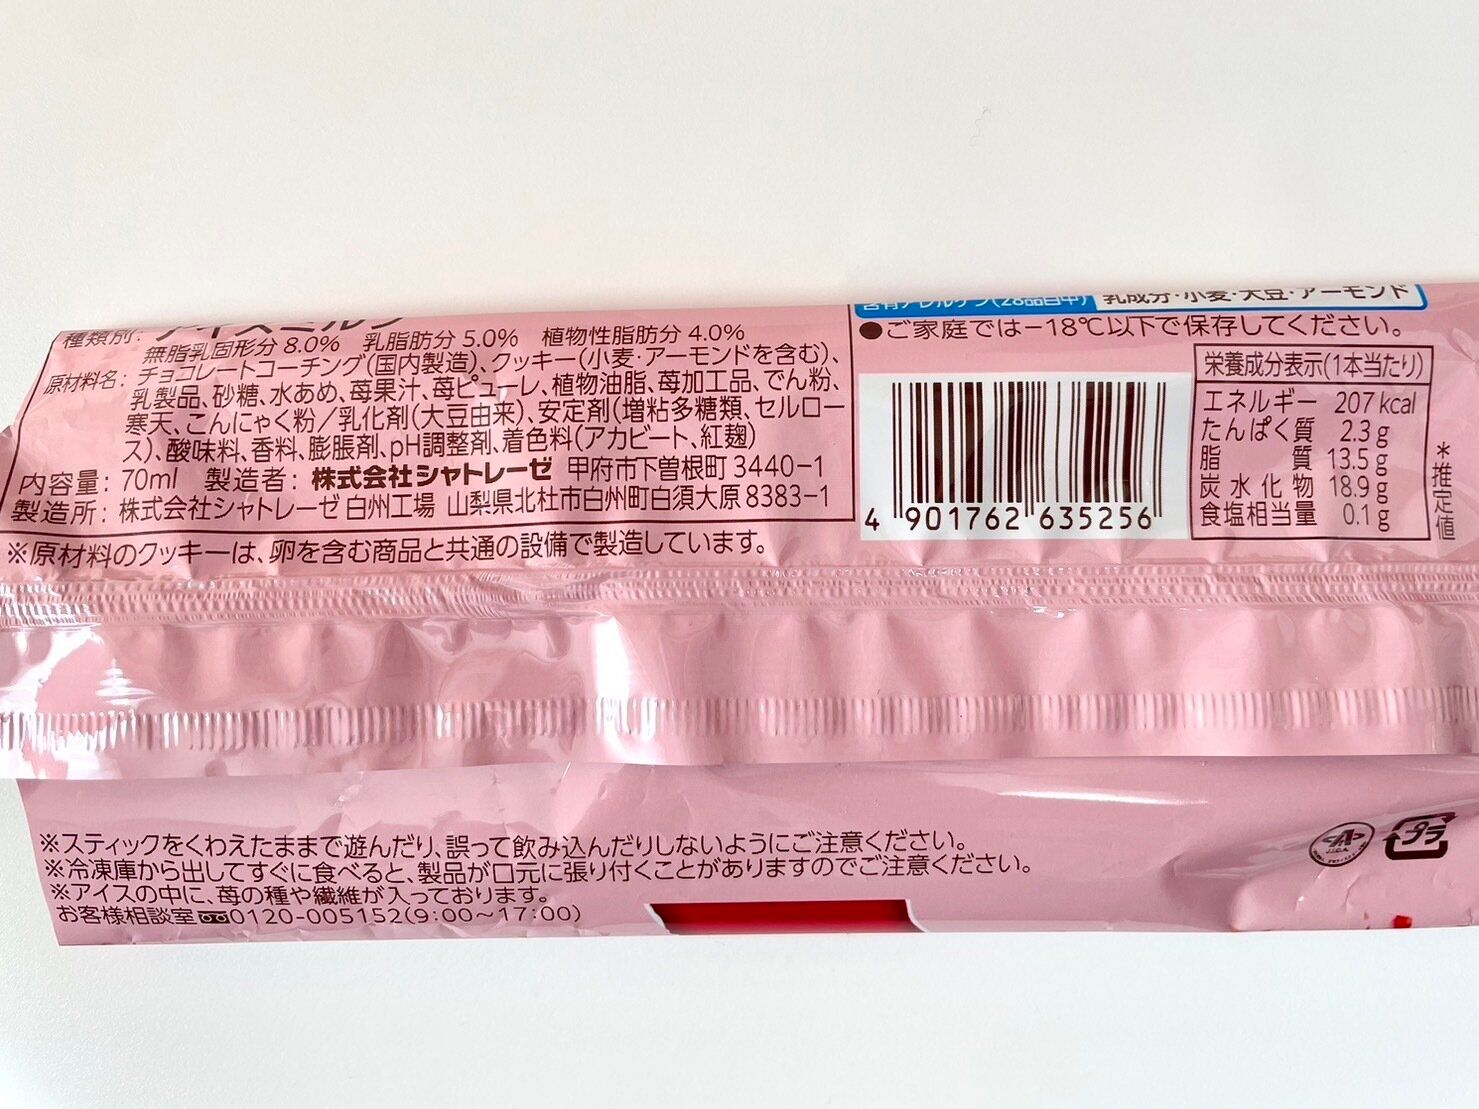 種類別: アイスミルク
無脂乳固形分 8.0% 乳脂肪分 5.0% 植物性脂肪分 4.0%
原材料名: チョコレートコーチング(国内製造)、クッキー(小麦・アーモンドを含む)、
乳製品、砂糖、水あめ、苺果汁、苺ピューレ、植物油脂、苺加工品、でん粉、
寒天、こんにゃく粉/乳化剤(大豆由来)、安定剤(増粘多糖類、セルロー
ス)、酸味料、香料、膨脹剤、pH調整剤、着色料(アカビート、紅麹)
内容量: 70ml 製造者: 株式会社シャトレーゼ 甲府市下曽根町 3440-1
製造所: 株式会社シャトレーゼ 白州工場 山梨県北杜市白州町白須大原 8383-1
※原材料のクッキーは、卵を含む商品と共通の設備で製造しています。
含有アレルゲン(28品目中) 乳成分・小麦・大豆・アーモンド
●ご家庭では-18℃以下で保存してください。
4 901762 635256
栄養成分表示(1本当たり)
エネルギー 207 kcal
たんぱく質 2.3 g
脂質 13.5 g
炭水化物 18.9 g
食塩相当量 0.1 g
*推定値
※スティックをくわえたままで遊んだり、誤って飲み込んだりしないようにご注意ください。
※冷凍庫から出してすぐに食べると、製品が口元に張り付くことがありますのでご注意ください。
※アイスの中に、苺の種や繊維が入っております。
お客様相談室 0120-005152(9:00〜17:00)
プラ